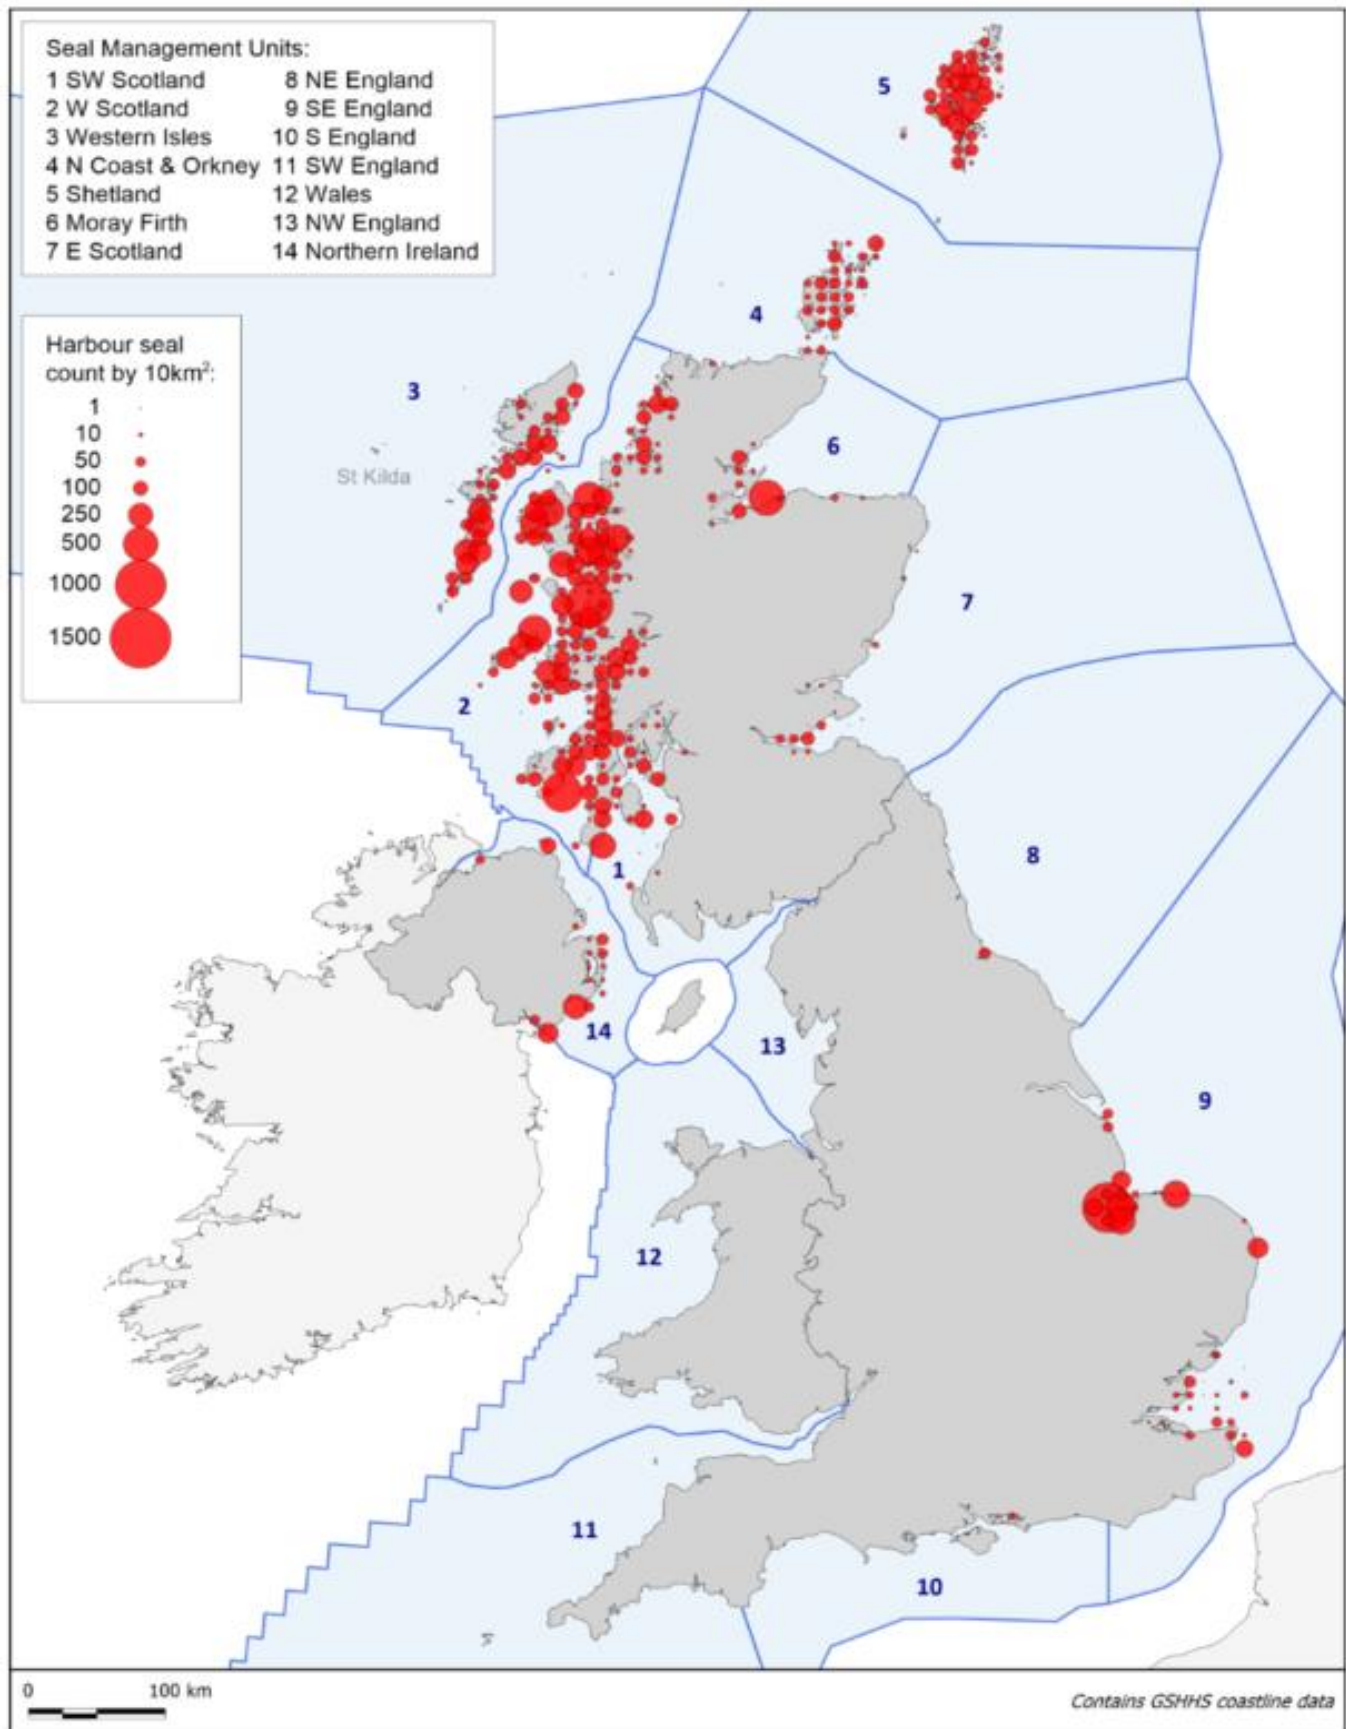 Seal Management Units:
1 SW Scotland 8 NE England
2 W Scotland 9 SE England
3 Western Isles 10 S England
4 N Coast & Orkney 11 SW England
5 Shetland 12 Wales
6 Moray Firth 13 NW England
7 E Scotland 14 Northern Ireland
5
4
Harbour seal
count by 10km²:
1
10
50
100
250
500
1000
1500
3
St Kilda
6
7
2
8
1
14
13
9
12
11
10
0 100 km
Contains GSHHS coastline data